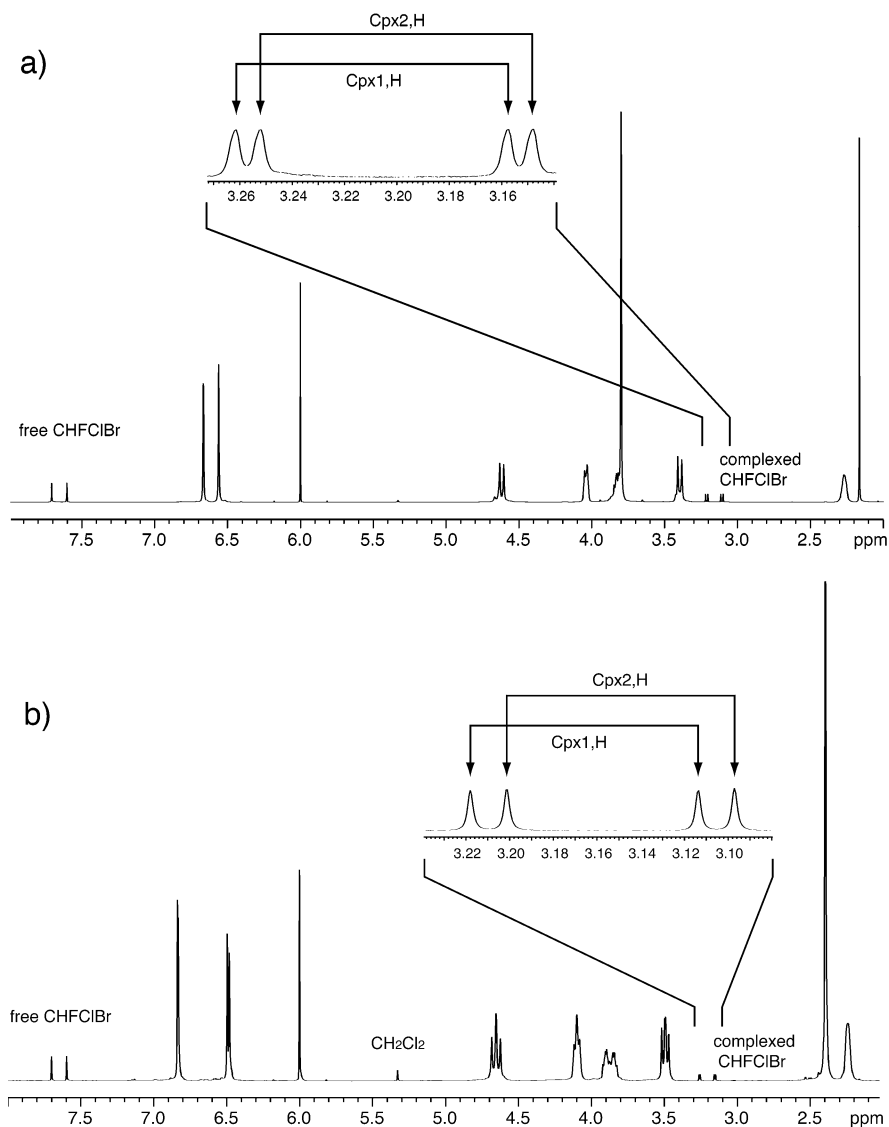 a)
Cpx2,H
Cpx1,H
3.26 3.24 3.22 3.20 3.18 3.16
free CHFClBr
complexed
CHFClBr
7.5 7.0 6.5 6.0 5.5 5.0 4.5 4.0 3.5 3.0 2.5 ppm
b)
Cpx2,H
Cpx1,H
3.22 3.20 3.18 3.16 3.14 3.12 3.10
free CHFClBr
CH2Cl2
complexed
CHFClBr
7.5 7.0 6.5 6.0 5.5 5.0 4.5 4.0 3.5 3.0 2.5 ppm